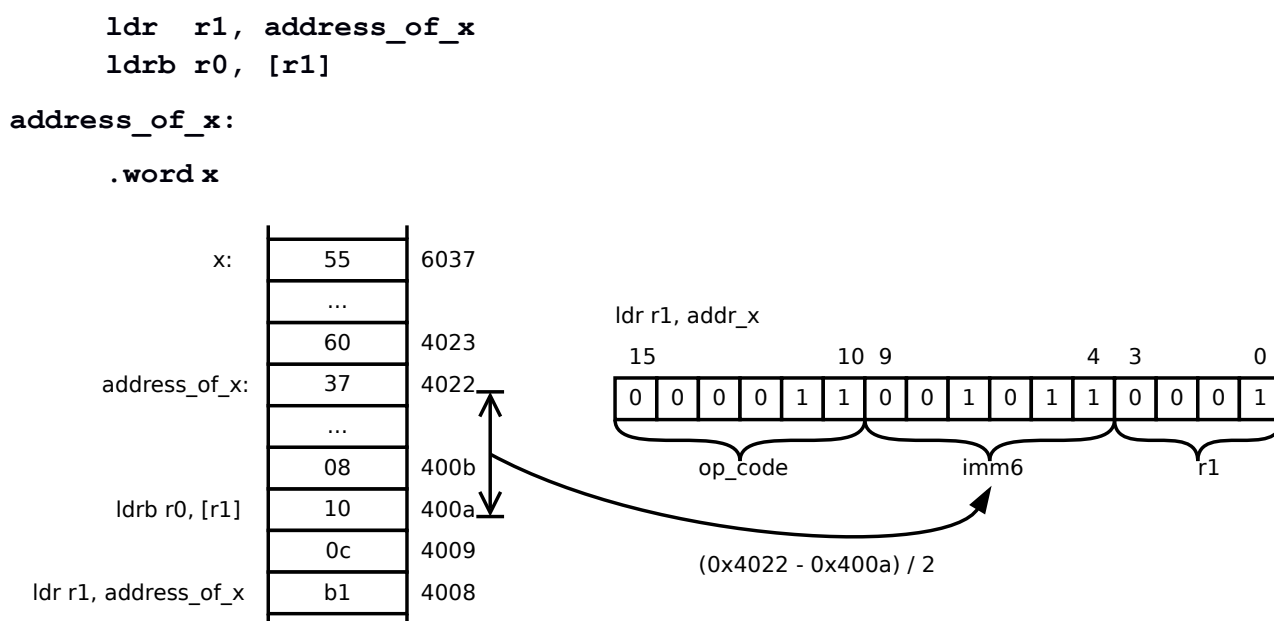 ldr r1, address_of_x
ldrb r0, [r1]
address_of_x:
.word x
x: 55 6037
...
60 4023
address_of_x: 37 4022
...
08 400b
ldrb r0, [r1] 10 400a
0c 4009
ldr r1, address_of_x b1 4008
ldr r1, addr_x
15 10 9 4 3 0
0 0 0 0 1 1 0 0 1 0 1 1 0 0 0 1
op_code imm6 r1
(0x4022 - 0x400a) / 2